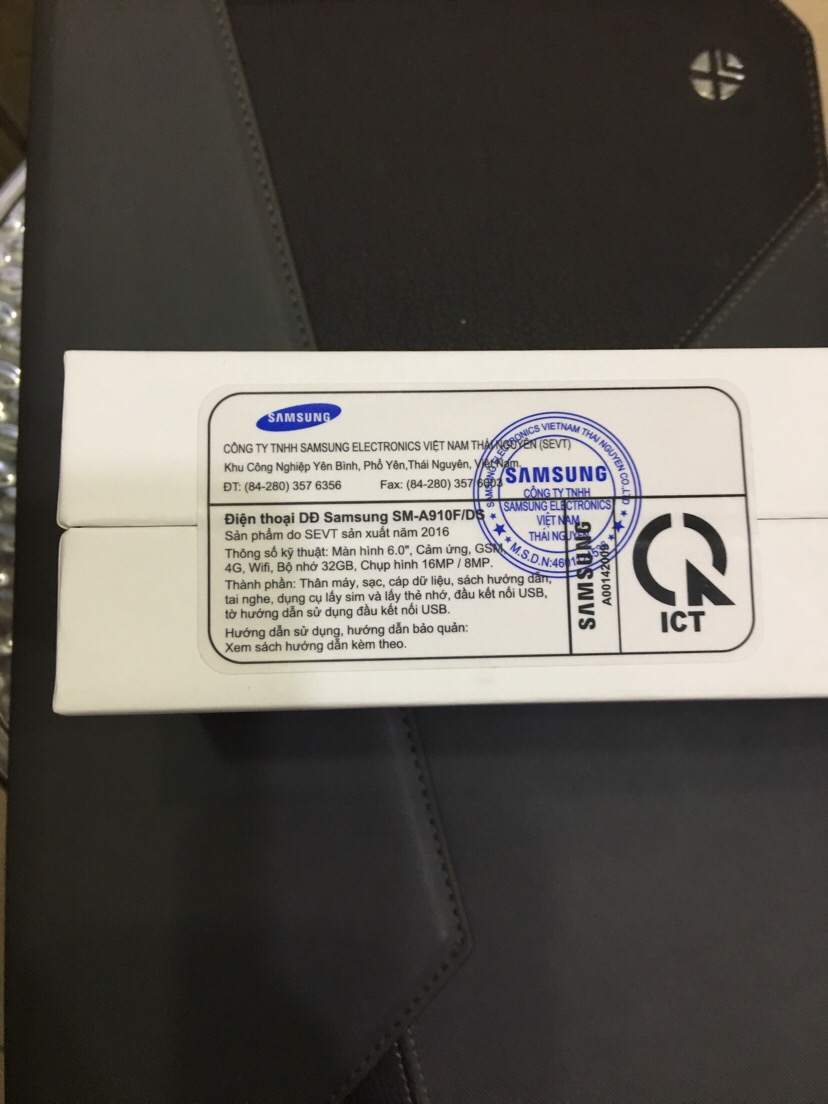 SAMSUNG
CÔNG TY TNHH SAMSUNG ELECTRONICS VIỆT NAM THÁI NGUYÊN (SEVT)
Khu Công Nghiệp Yên Bình, Phổ Yên,Thái Nguyên, Việt Nam.
ĐT: (84-280) 357 6356 Fax: (84-280) 357 6003
Điện thoại DĐ Samsung SM-A910F/DS
Sản phẩm do SEVT sản xuất năm 2016
Thông số kỹ thuật: Màn hình 6.0", Cảm ứng, GSM,
4G, Wifi, Bộ nhớ 32GB, Chụp hình 16MP / 8MP.
Thành phần: Thân máy, sạc, cáp dữ liệu, sách hướng dẫn,
tai nghe, dụng cụ lấy sim và lấy thẻ nhớ, đầu kết nối USB,
tờ hướng dẫn sử dụng đầu kết nối USB.
Hướng dẫn sử dụng, hướng dẫn bảo quản:
Xem sách hướng dẫn kèm theo.
SAMSUNG ELECTRONICS VIETNAM THAI NGUYEN CO.,LTD
SAMSUNG
CÔNG TY TNHH
SAMSUNG ELECTRONICS
VIỆT NAM
THÁI NGUYÊN
M.S.D.N:
SAMSUNG
ICT